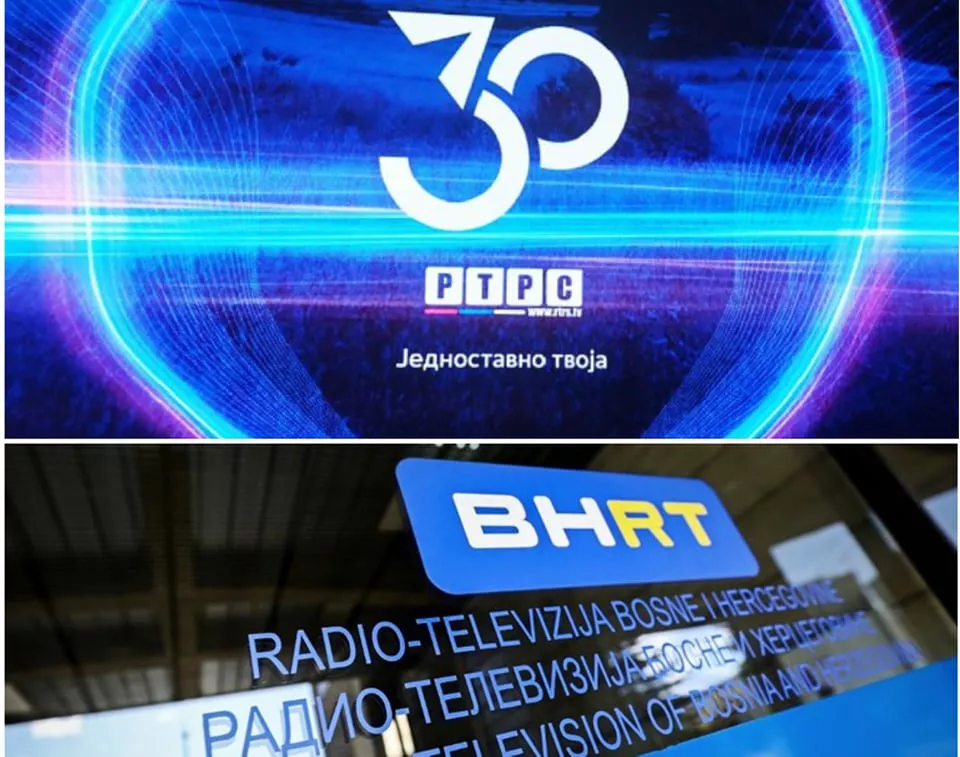 30
РТРС
www.rtrs.tv
Једноставно твоја
BHRT
RADIO-TELEVIZIJA BOSNE I HERCEGOVINE
РАДИО-ТЕЛЕВИЗИЈА БОСНЕ И ХЕРЦЕГОВИНЕ
TELEVISION OF BOSNIA AND HERZEGOVINA